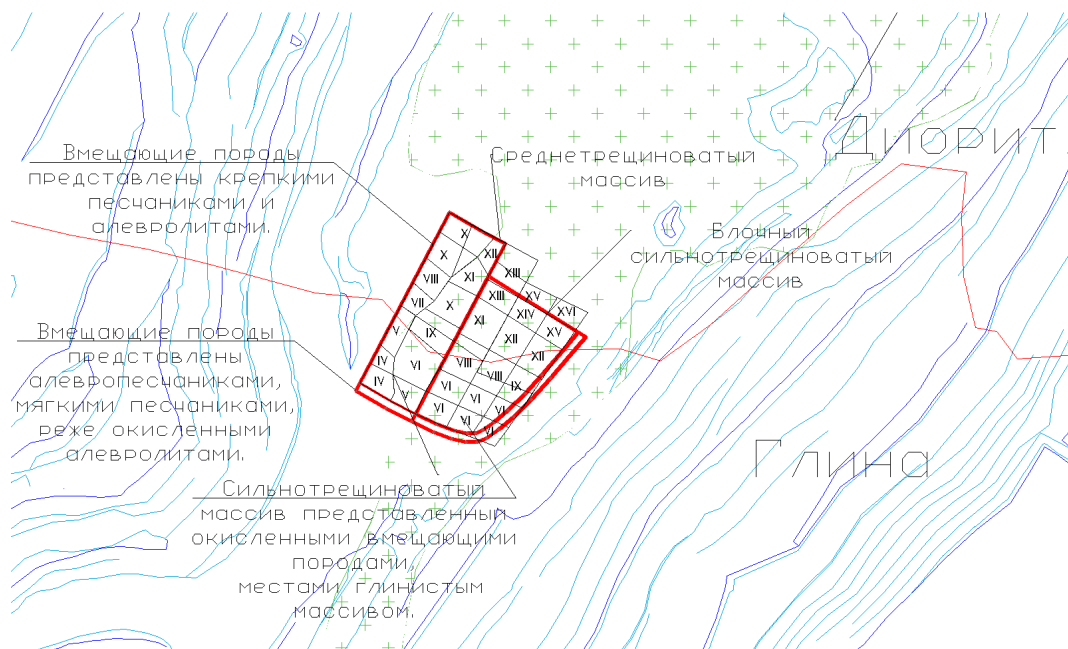 Диорит.
Вмещающие породы
представлены крепкими
песчаниками и
алевролитами.
Среднетрещиноватый
массив
Блочный
сильнотрещиноватый
массив
X
XII
X
XIII
XI
VIII
XIII
XV
VII
X
XIV
XVI
XI
V
IX
XV
XII
IV
VI
VIII
XII
IV
VIII
IX
VI
V
VI
VI
VI
VI
VI
Вмещающие породы
представлены
алевропесчаниками,
мягкими песчаниками,
реже окисленными
алевролитами.
Глина
Сильнотрещиноватый
массив представленный
окисленными вмещающими
породами,
местами глинистым
массивом.